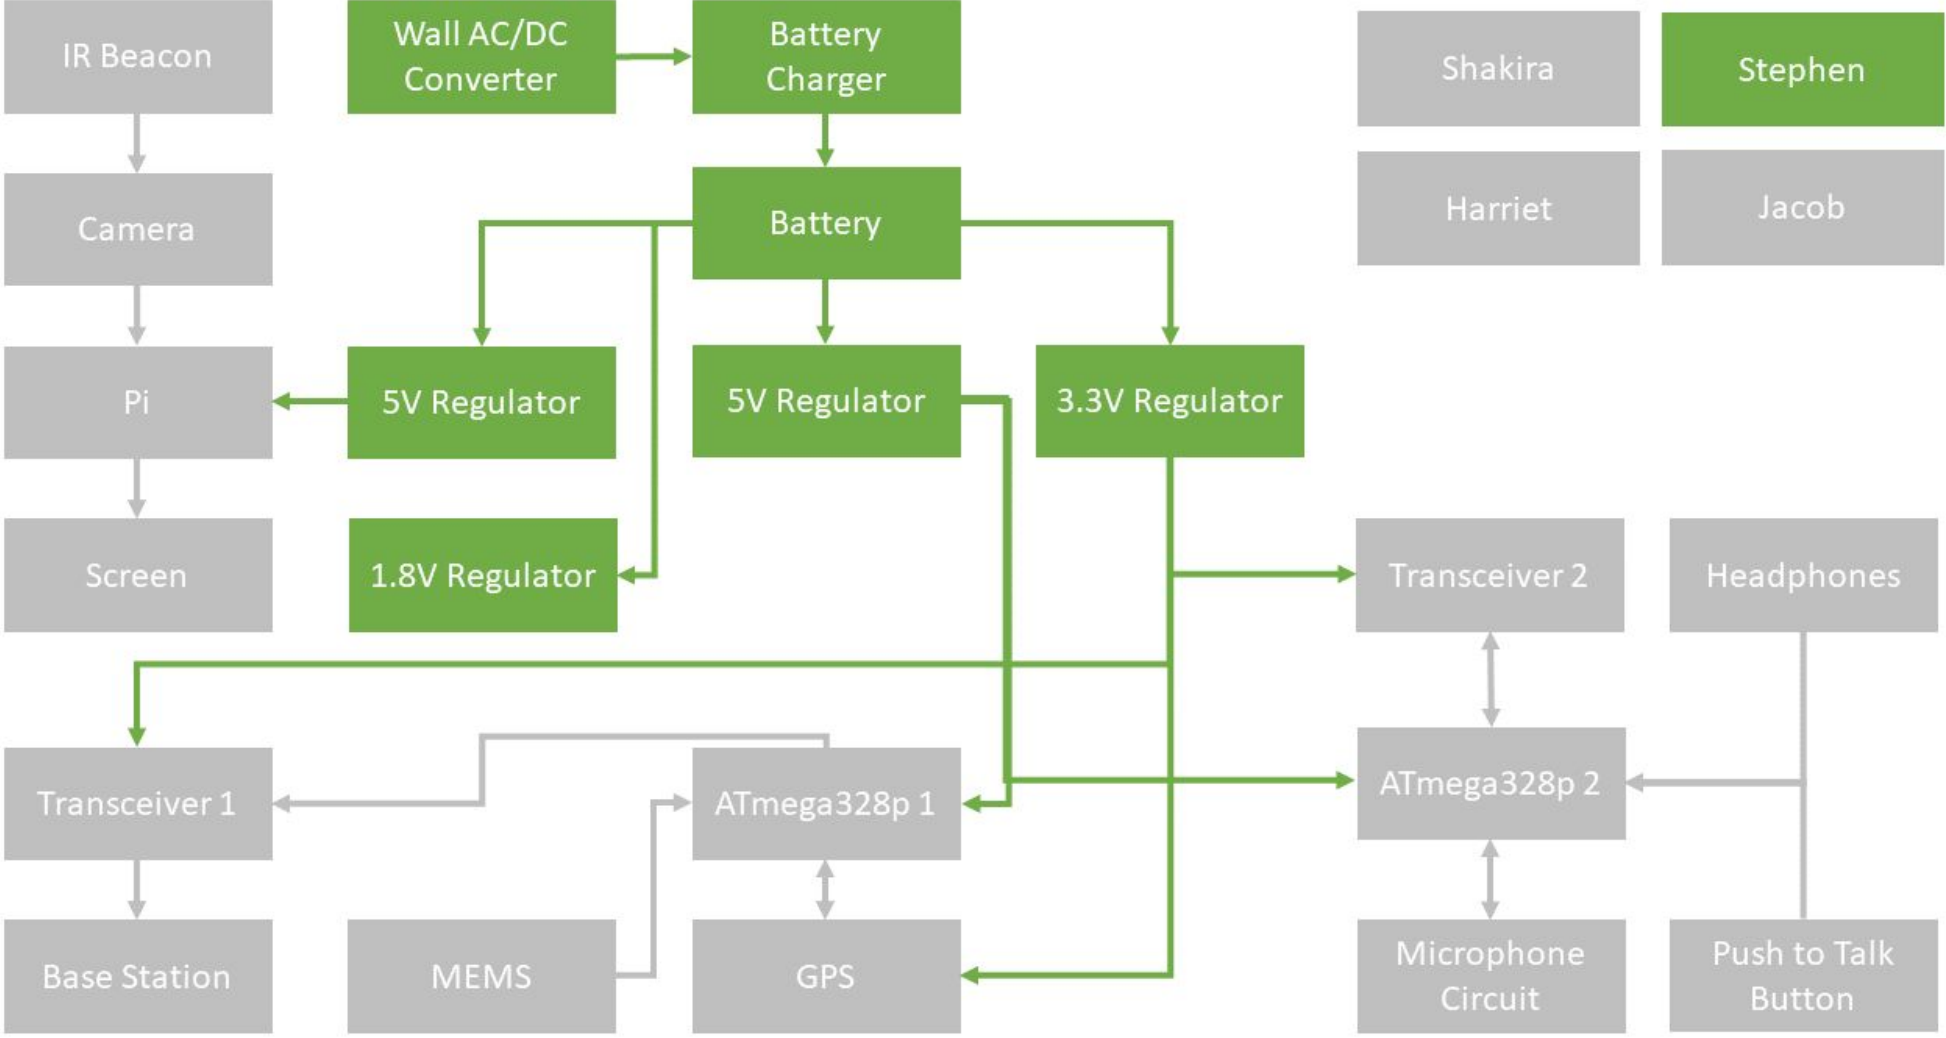 IR Beacon
Wall AC/DC
Converter
Battery
Charger
Shakira
Stephen
Camera
Battery
Harriet
Jacob
Pi
5V Regulator
5V Regulator
3.3V Regulator
Screen
1.8V Regulator
Transceiver 2
Headphones
Transceiver 1
ATmega328p 1
ATmega328p 2
Base Station
MEMS
GPS
Microphone
Circuit
Push to Talk
Button